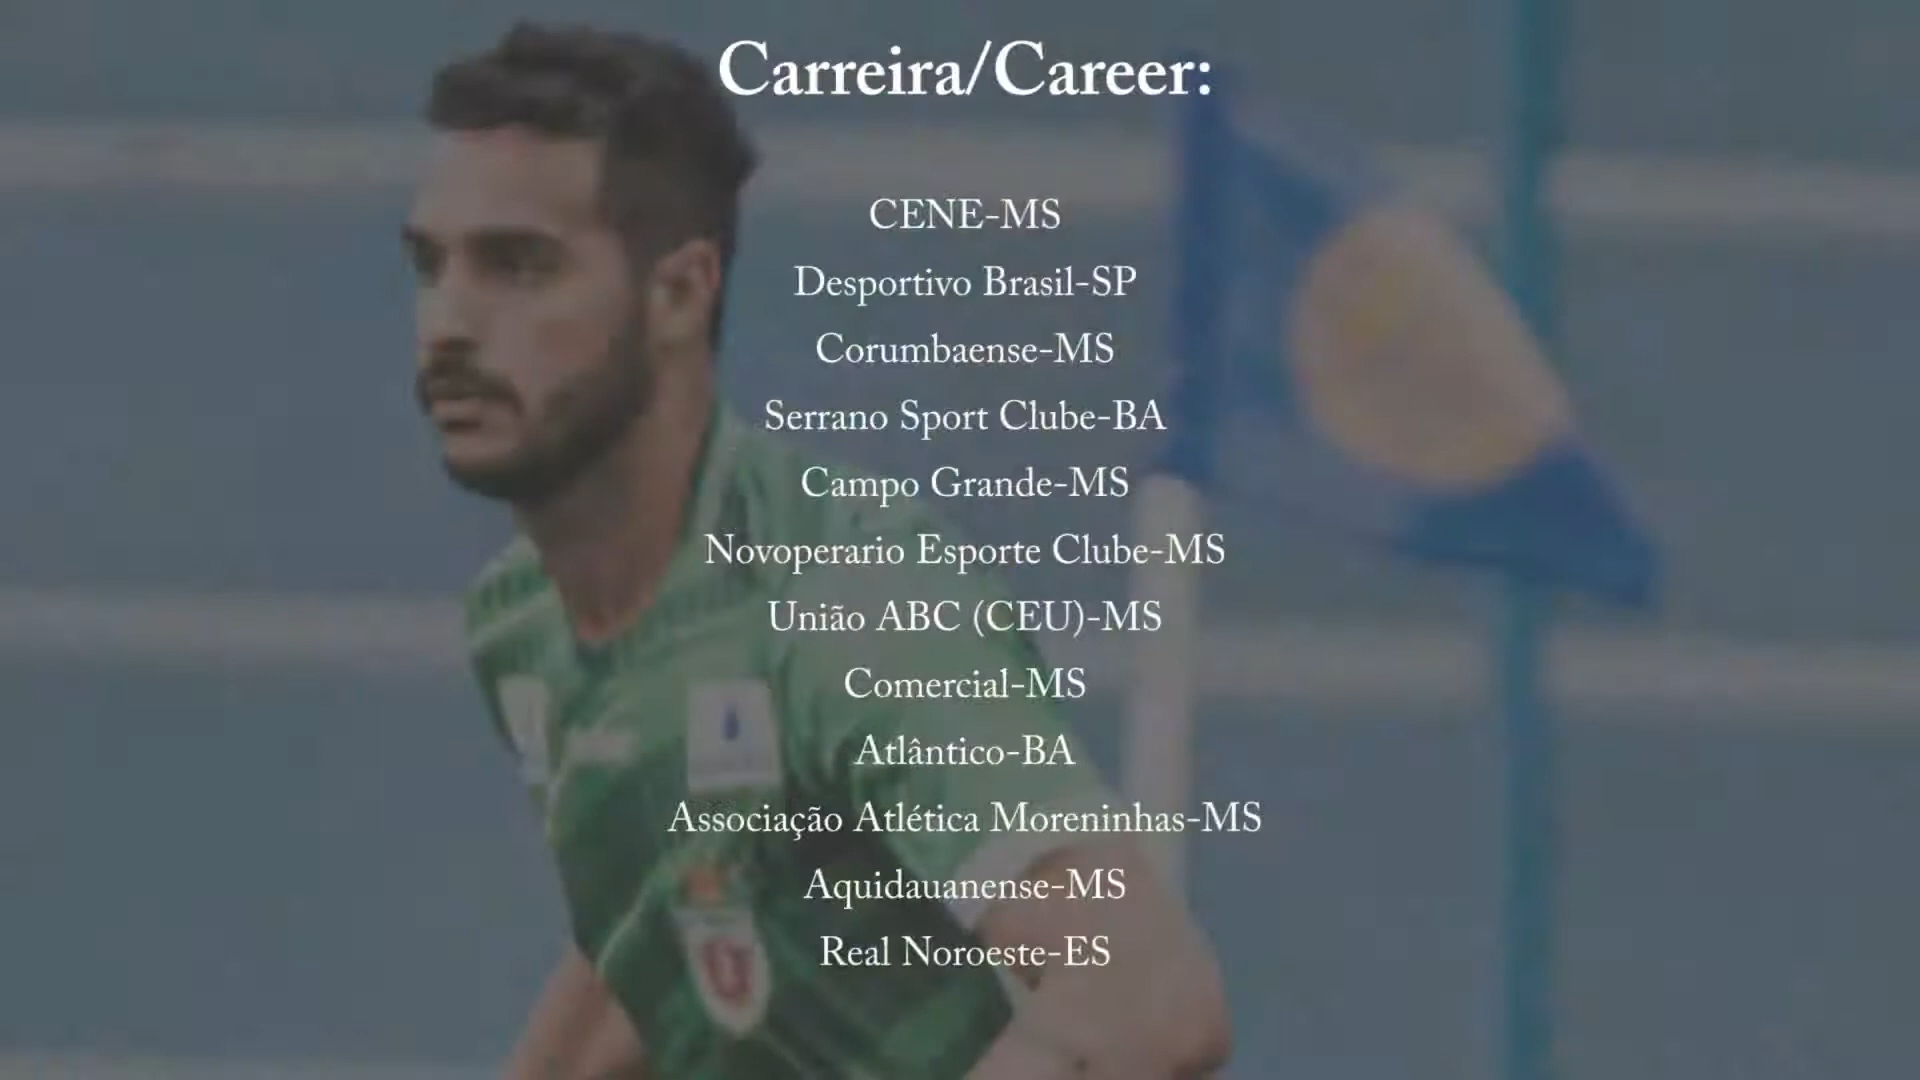 Carreira/Career:
CENE-MS
Desportivo Brasil-SP
Corumbaense-MS
Serrano Sport Clube-BA
Campo Grande-MS
Novoperario Esporte Clube-MS
União ABC (CEU)-MS
Comercial-MS
Atlântico-BA
Associação Atlética Moreninhas-MS
Aquidauanense-MS
Real Noroeste-ES